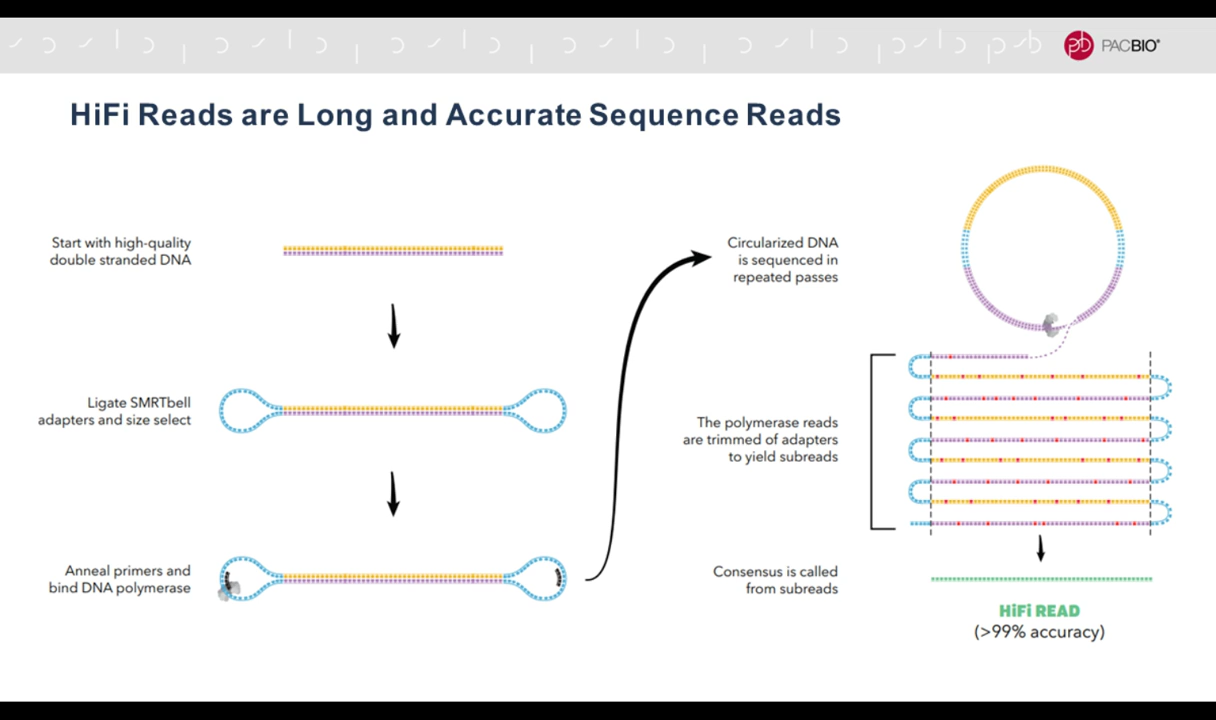 PACBIO®
HiFi Reads are Long and Accurate Sequence Reads
Start with high-quality
double stranded DNA
Ligate SMRTbell
adapters and size select
Anneal primers and
bind DNA polymerase
Circularized DNA
is sequenced in
repeated passes
The polymerase reads
are trimmed of adapters
to yield subreads
Consensus is called
from subreads
HiFi READ
(>99% accuracy)